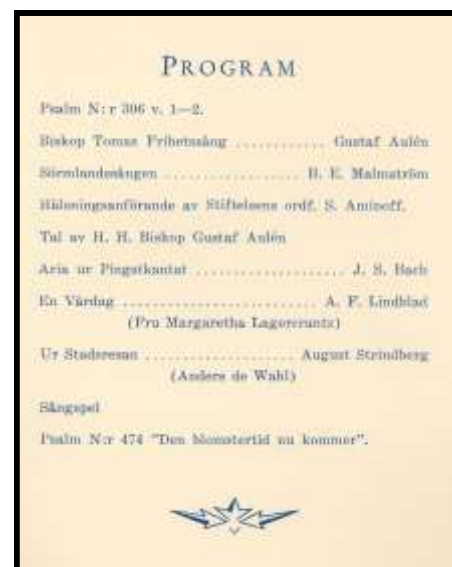 PROGRAM
Psalm N:r 306 v. 1—2.
Biskop Tomas Frihetssång ............ Gustaf Aulén
Sörmlandssången .................. B. E. Malmström
Hälsningsanförande av Stiftelsens ordf. S. Aminoff.
Tal av H. H. Biskop Gustaf Aulén
Aria ur Pingstkantat ..................... J. S. Bach
En Vårdag ............................. A. F. Lindblad
(Fru Margaretha Lagercrantz)
Ur Stadsresan ...................... August Strindberg
(Anders de Wahl)
Sångspel
Psalm N:r 474 "Den blomstertid nu kommer".